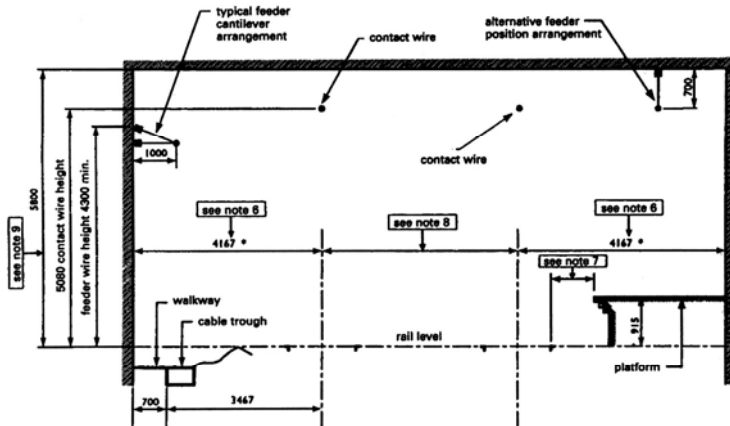 typical feeder
cantilever
arrangement
contact wire
alternative feeder
position arrangement
700
1000
contact wire
5800
5080 contact wire height
feeder wire height 4300 min.
see note 9
see note 6
see note 8
see note 6
4167 *
4167 *
see note 7
walkway
cable trough
rail level
915
platform
700
3467